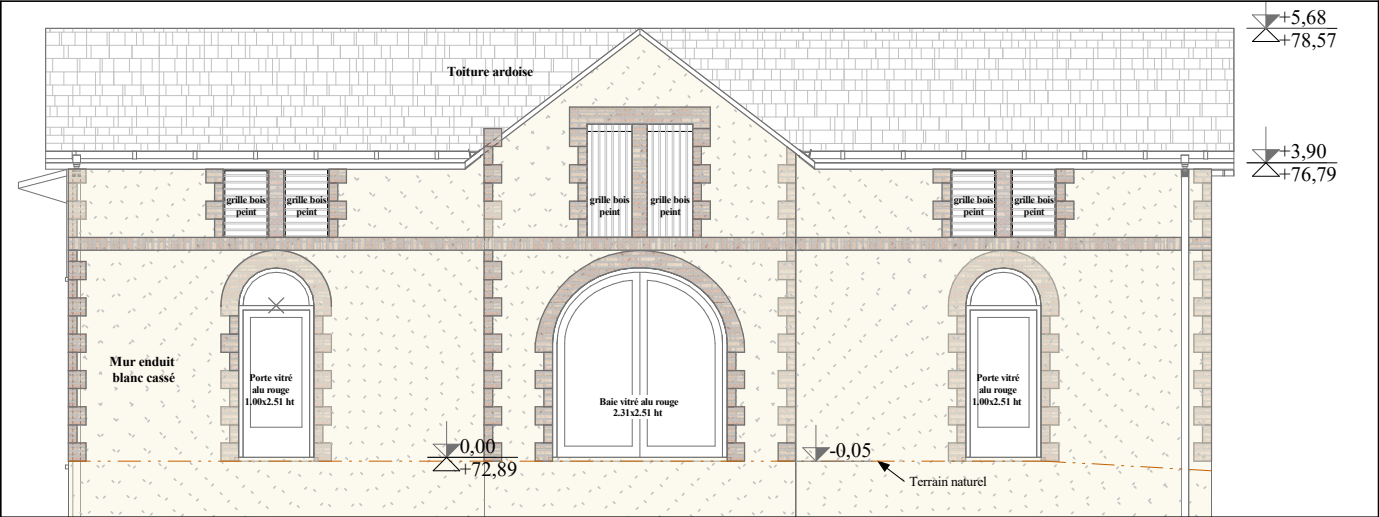 +5,68
+78,57
Toiture ardoise
+3,90
+76,79
grille bois
peint
grille bois
peint
grille bois
peint
grille bois
peint
grille bois
peint
grille bois
peint
Mur enduit
blanc cassé
Porte vitré
alu rouge
1.00x2.51 ht
Baie vitré alu rouge
2.31x2.51 ht
Porte vitré
alu rouge
1.00x2.51 ht
0,00
+72,89
-0,05
Terrain naturel